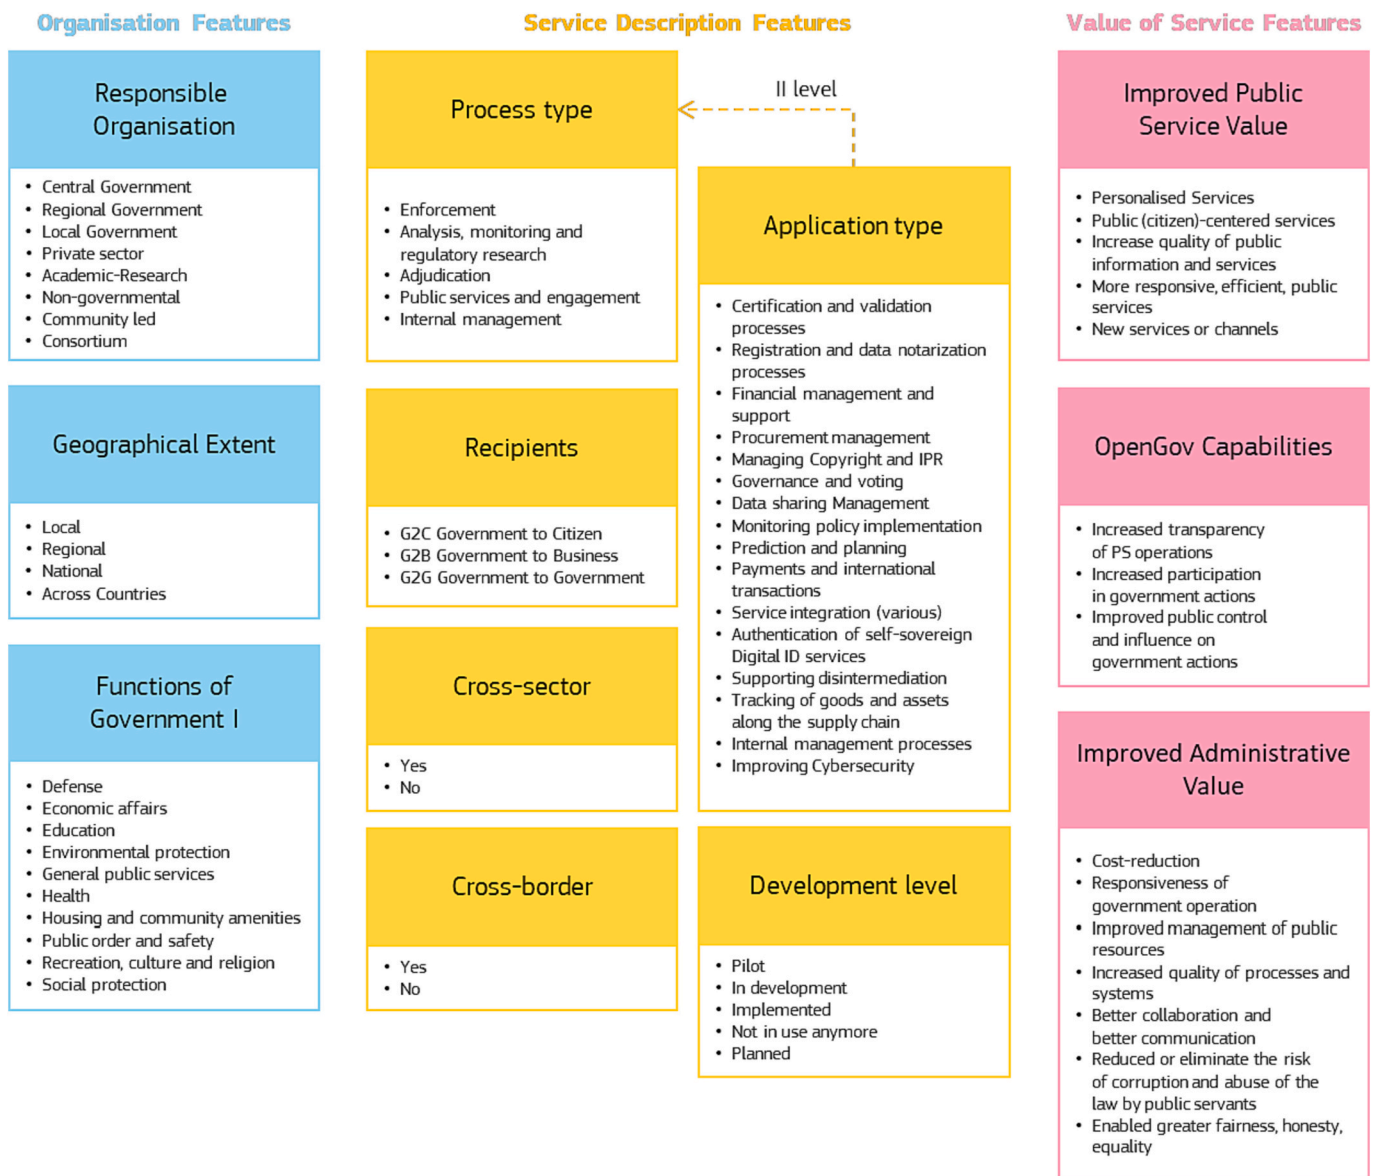 Organisation Features
Responsible
Organisation
• Central Government
• Regional Government
• Local Government
• Private sector
• Academic-Research
• Non-governmental
• Community led
• Consortium
Geographical Extent
• Local
• Regional
• National
• Across Countries
Functions of
Government I
• Defense
• Economic affairs
• Education
• Environmental protection
• General public services
• Health
• Housing and community amenities
• Public order and safety
• Recreation, culture and religion
• Social protection
Service Description Features
Process type
• Enforcement
• Analysis, monitoring and
regulatory research
• Adjudication
• Public services and engagement
• Internal management
II level
Recipients
• G2C Government to Citizen
• G2B Government to Business
• G2G Government to Government
Cross-sector
• Yes
• No
Cross-border
• Yes
• No
Application type
• Certification and validation
processes
• Registration and data notarization
processes
• Financial management and
support
• Procurement management
• Managing Copyright and IPR
• Governance and voting
• Data sharing Management
• Monitoring policy implementation
• Prediction and planning
• Payments and international
transactions
• Service integration (various)
• Authentication of self-sovereign
Digital ID services
• Supporting disintermediation
• Tracking of goods and assets
along the supply chain
• Internal management processes
• Improving Cybersecurity
Development level
• Pilot
• In development
• Implemented
• Not in use anymore
• Planned
Value of Service Features
Improved Public
Service Value
• Personalised Services
• Public (citizen)-centered services
• Increase quality of public
information and services
• More responsive, efficient, public
services
• New services or channels
OpenGov Capabilities
• Increased transparency
of PS operations
• Increased participation
in government actions
• Improved public control
and influence on
government actions
Improved Administrative
Value
• Cost-reduction
• Responsiveness of
government operation
• Improved management of public
resources
• Increased quality of processes and
systems
• Better collaboration and
better communication
• Reduced or eliminate the risk
of corruption and abuse of the
law by public servants
• Enabled greater fairness, honesty,
equality